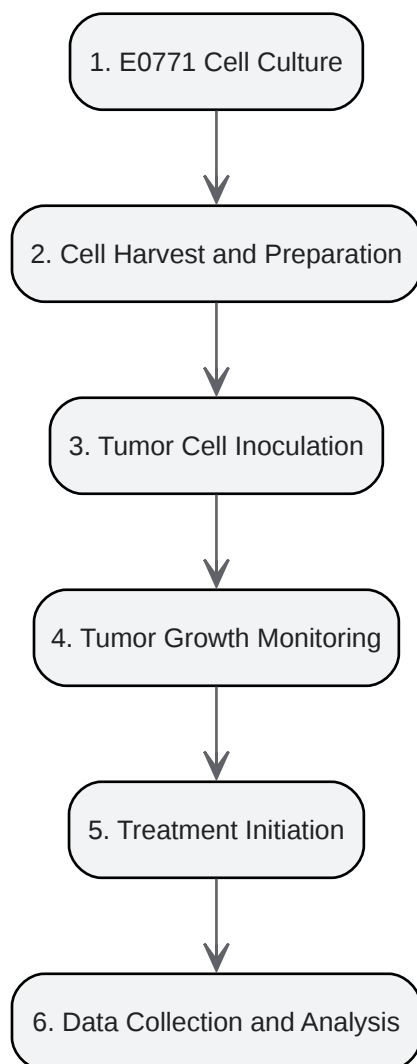 1. E0771 Cell Culture
2. Cell Harvest and Preparation
3. Tumor Cell Inoculation
4. Tumor Growth Monitoring
5. Treatment Initiation
6. Data Collection and Analysis